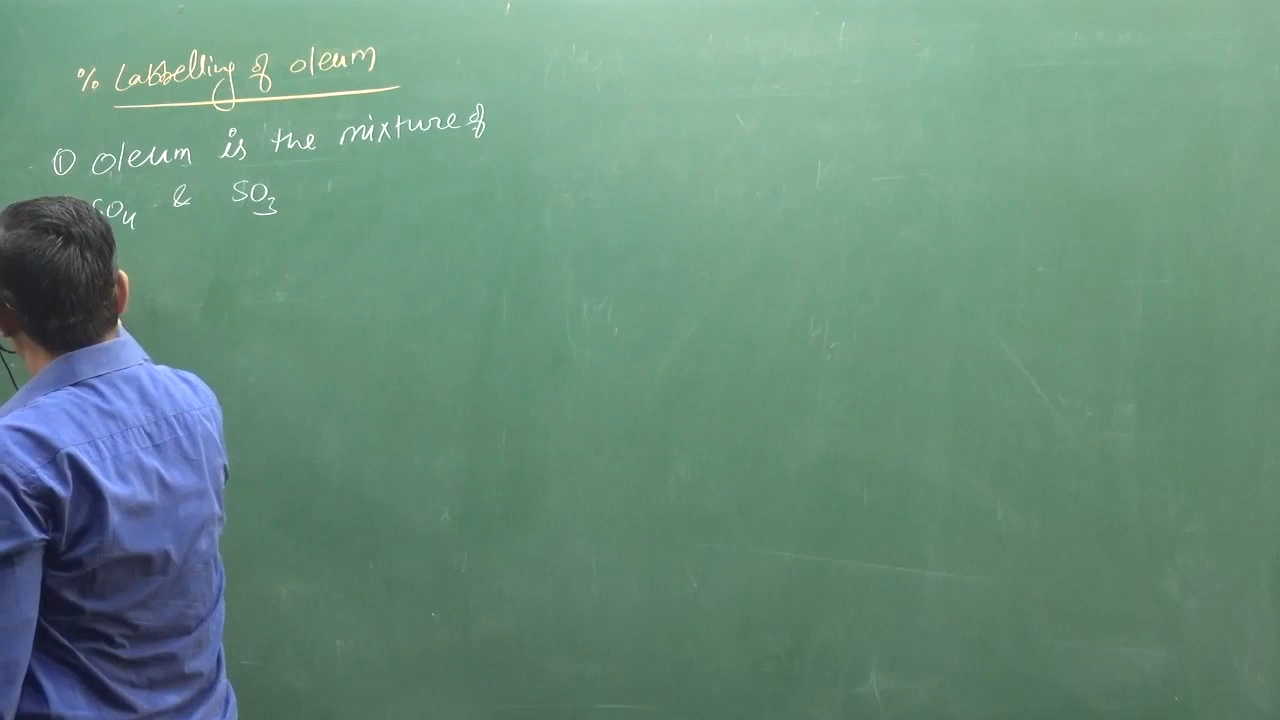 % Labbelling of oleum
① oleum is the mixture of
SO4 & SO3